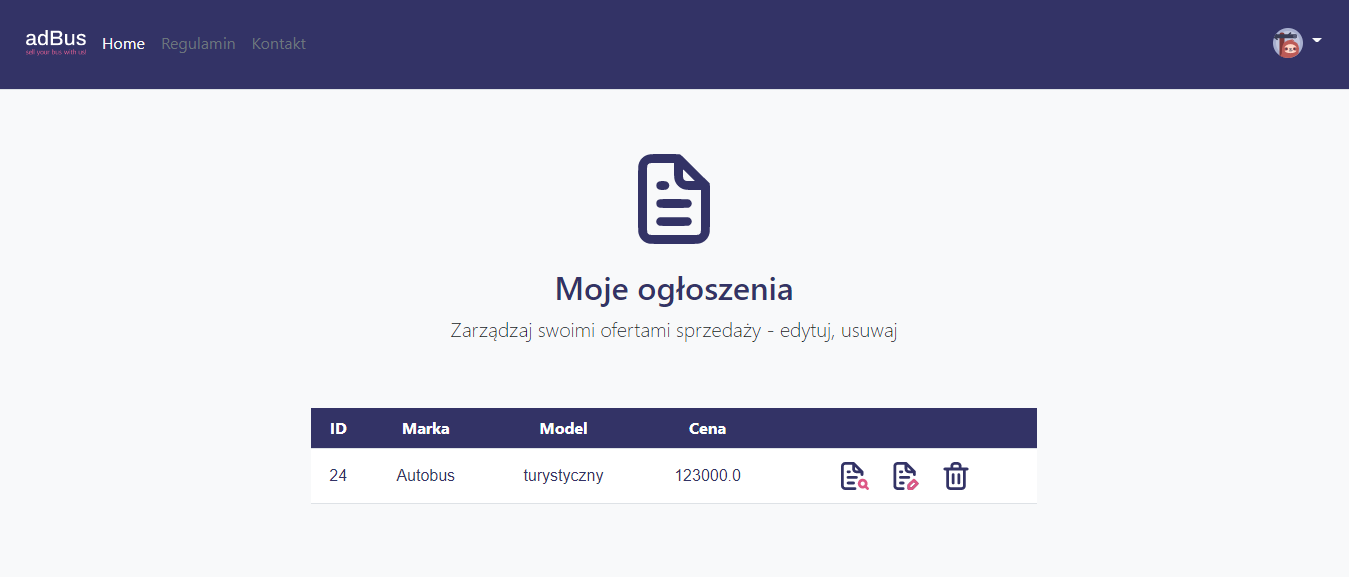 adBus
sell your bus with us!
Home Regulamin Kontakt
Moje ogłoszenia
Zarządzaj swoimi ofertami sprzedaży - edytuj, usuwaj
ID Marka Model Cena
24 Autobus turystyczny 123000.0